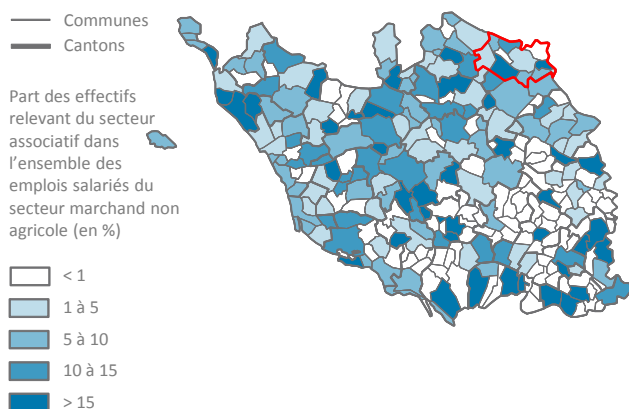 Communes
Cantons
Part des effectifs
relevant du secteur
associatif dans
l'ensemble des
emplois salariés du
secteur marchand non
agricole (en %)
< 1
1 à 5
5 à 10
10 à 15
> 15